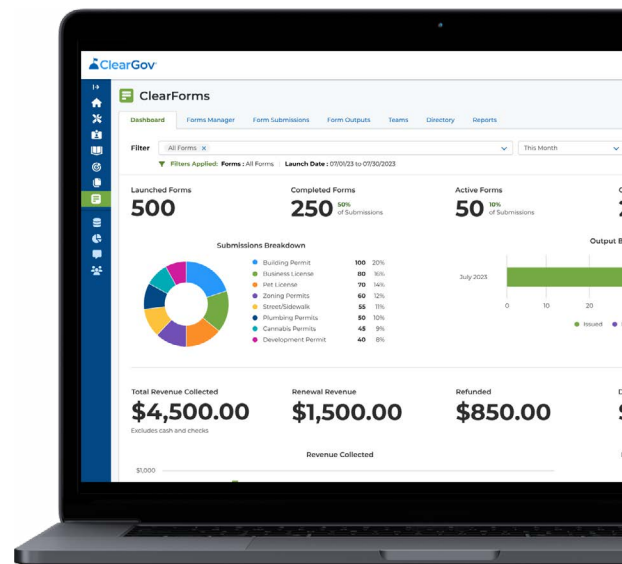 ClearGov
ClearForms
Dashboard Forms Manager Form Submissions Form Outputs Teams Directory Reports
Filter All Forms x This Month
Filters Applied: Forms : All Forms | Launch Date : 07/01/23 to 07/30/2023
Launched Forms Completed Forms Active Forms
500 250 50% of Submissions 50 10% of Submissions
Submissions Breakdown Output B
Building Permit 100 20%
Business License 80 16%
Pet License 70 14%
Zoning Permits 60 12%
Street/Sidewalk 55 11%
Plumbing Permits 50 10%
Cannabis Permits 45 9%
Development Permit 40 8%
July 2023
0 10 20
Issued
Total Revenue Collected Renewal Revenue Refunded
$4,500.00 $1,500.00 $850.00
Excludes cash and checks
Revenue Collected
$1,000